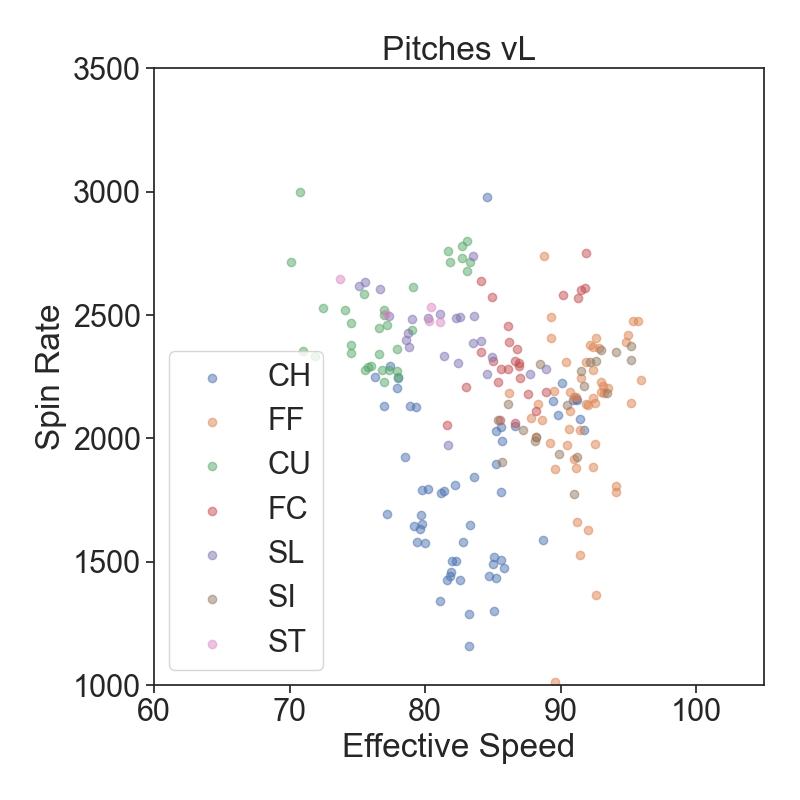 Pitches vL
3500
3000
2500
2000
1500
1000
Spin Rate
CH
FF
CU
FC
SL
SI
ST
60 70 80 90 100
Effective Speed